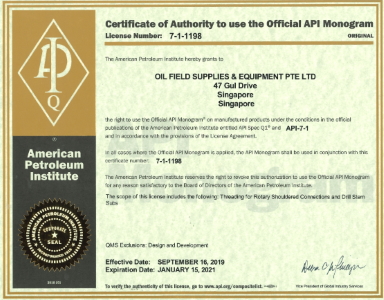 Certificate of Authority to use the Official API Monogram
License Number: 7-1-1198
ORIGINAL
The American Petroleum Institute hereby grants to
OIL FIELD SUPPLIES & EQUIPMENT PTE LTD
47 Gul Drive
Singapore
Singapore
the right to use the Official API Monogram® on manufactured products under the conditions in the official
publications of the American Petroleum Institute entitled API Spec Q1® and API-7-1
and in accordance with the provisions of the License Agreement.
In all cases where the Official API Monogram is applied, the API Monogram shall be used in conjunction with this
certificate number: 7-1-1198
The American Petroleum Institute reserves the right to revoke this authorization to use the Official API Monogram
for any reason satisfactory to the Board of Directors of the American Petroleum Institute.
The scope of this license includes the following: Threading for Rotary Shouldered Connections and Drill Stem
Subs
QMS Exclusions: Design and Development
Effective Date: SEPTEMBER 16, 2019
Expiration Date: JANUARY 15, 2021
To verify the authenticity of this license, go to www.api.org/compositelist.
Vice President of Global Industry Services
API
Q
®
American
Petroleum
Institute
CORPORATE
SEAL